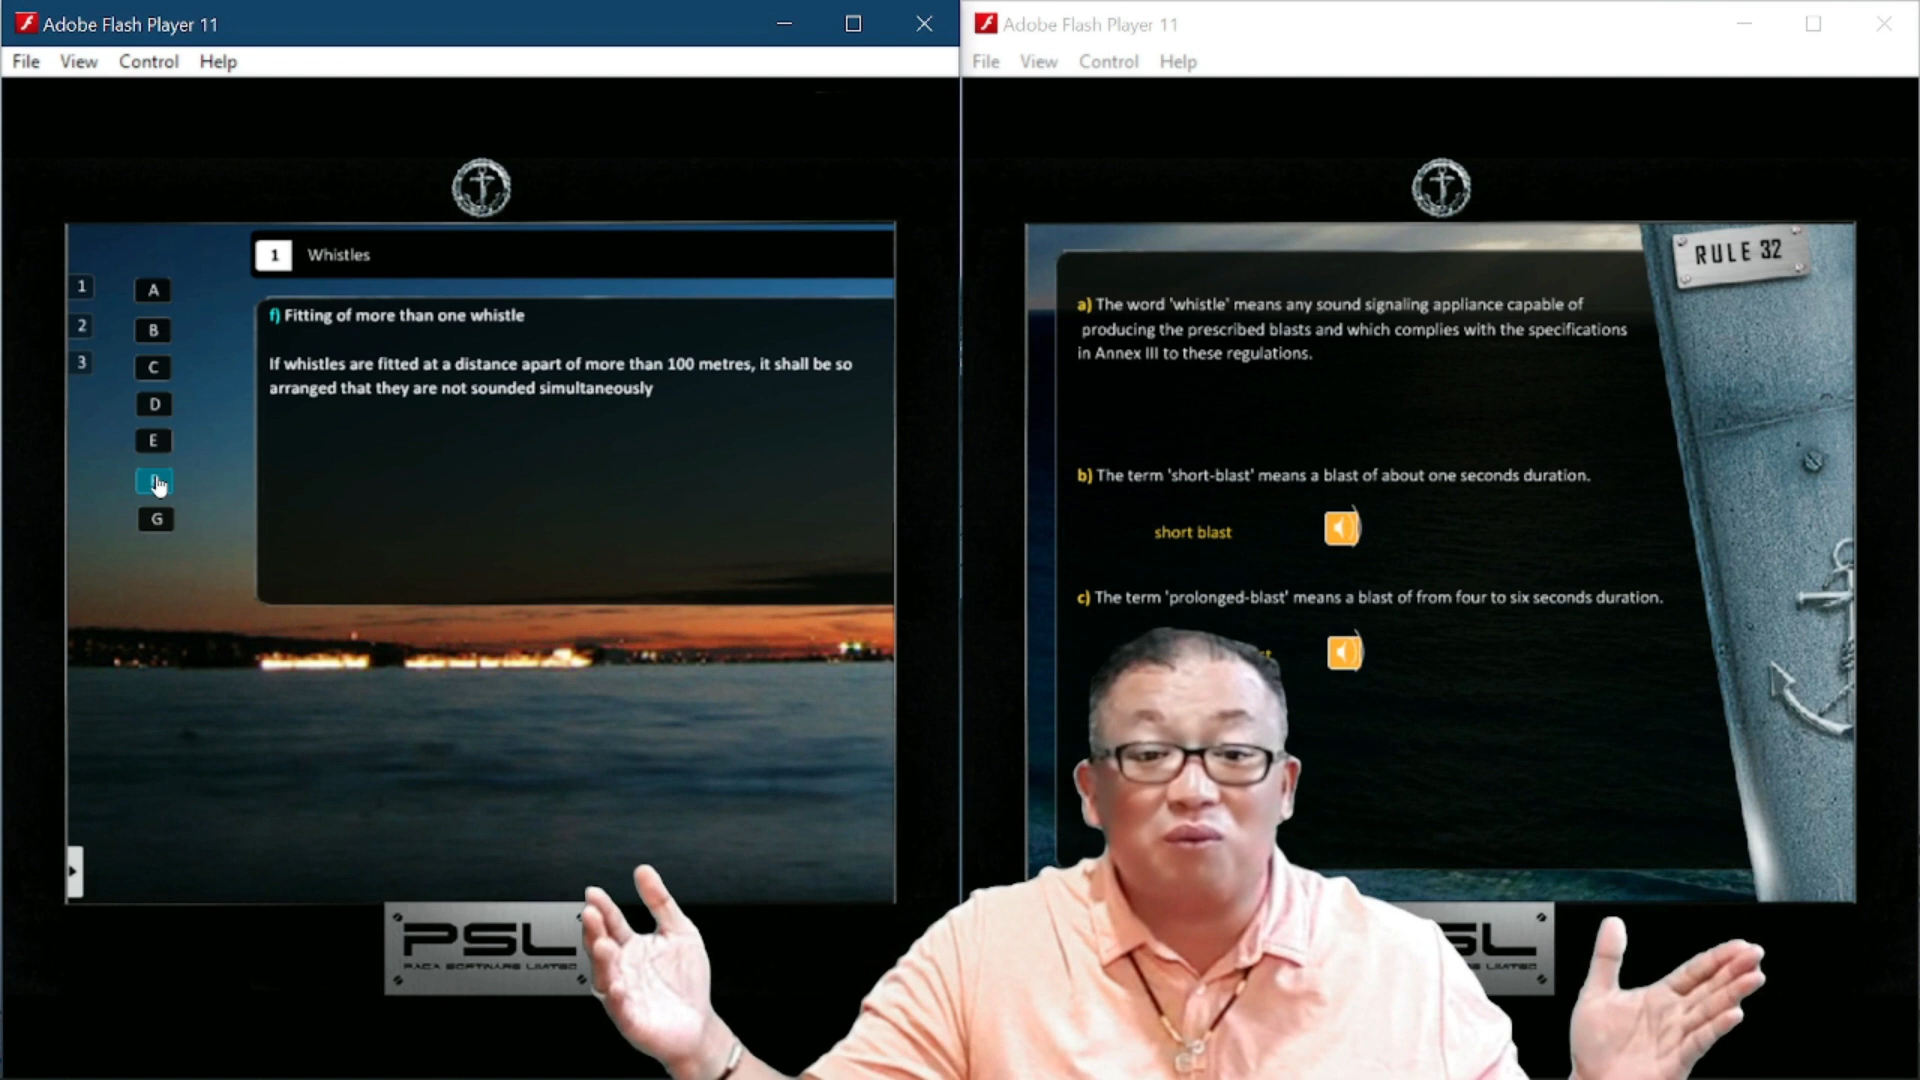 Adobe Flash Player 11
File View Control Help
1 Whistles
1
2
3
A
B
C
D
E
G
f) Fitting of more than one whistle
If whistles are fitted at a distance apart of more than 100 metres, it shall be so
arranged that they are not sounded simultaneously
PSL
PACA SOFTWARE LIMITED
Adobe Flash Player 11
File View Control Help
RULE 32
a) The word 'whistle' means any sound signaling appliance capable of
producing the prescribed blasts and which complies with the specifications
in Annex III to these regulations.
b) The term 'short-blast' means a blast of about one seconds duration.
short blast
c) The term 'prolonged-blast' means a blast of from four to six seconds duration.
SL
LIMITED